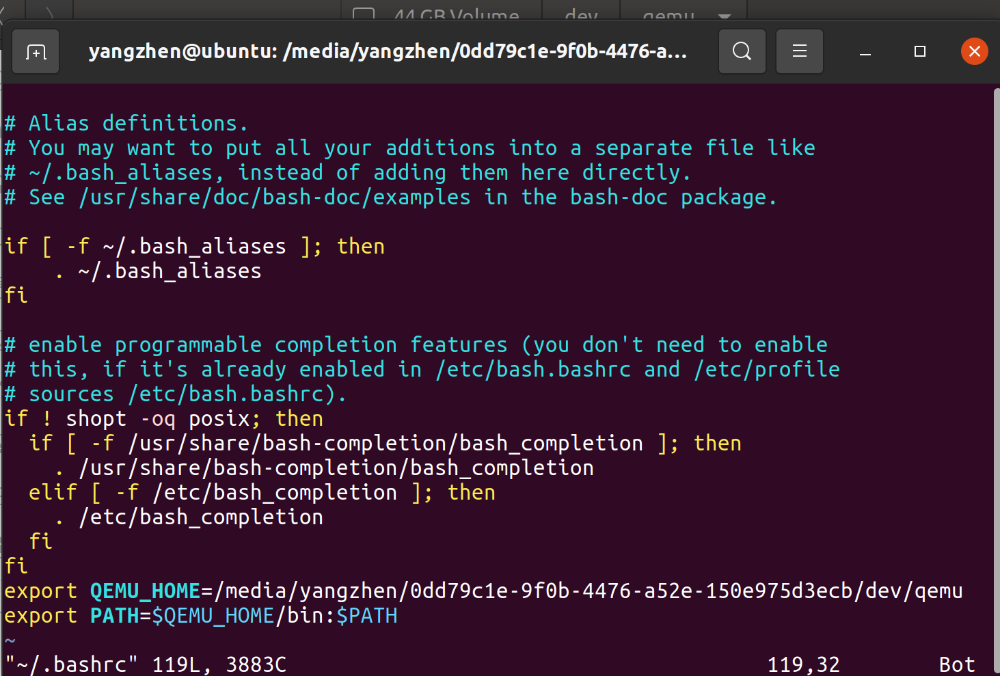 44 GB Volume dev qemu
yangzhen@ubuntu: /media/yangzhen/0dd79c1e-9f0b-4476-a...
# Alias definitions.
# You may want to put all your additions into a separate file like
# ~/.bash_aliases, instead of adding them here directly.
# See /usr/share/doc/bash-doc/examples in the bash-doc package.
if [ -f ~/.bash_aliases ]; then
    . ~/.bash_aliases
fi
# enable programmable completion features (you don't need to enable
# this, if it's already enabled in /etc/bash.bashrc and /etc/profile
# sources /etc/bash.bashrc).
if ! shopt -oq posix; then
  if [ -f /usr/share/bash-completion/bash_completion ]; then
    . /usr/share/bash-completion/bash_completion
  elif [ -f /etc/bash_completion ]; then
    . /etc/bash_completion
  fi
fi
export QEMU_HOME=/media/yangzhen/0dd79c1e-9f0b-4476-a52e-150e975d3ecb/dev/qemu
export PATH=$QEMU_HOME/bin:$PATH
~
"~/.bashrc" 119L, 3883C 119,32 Bot